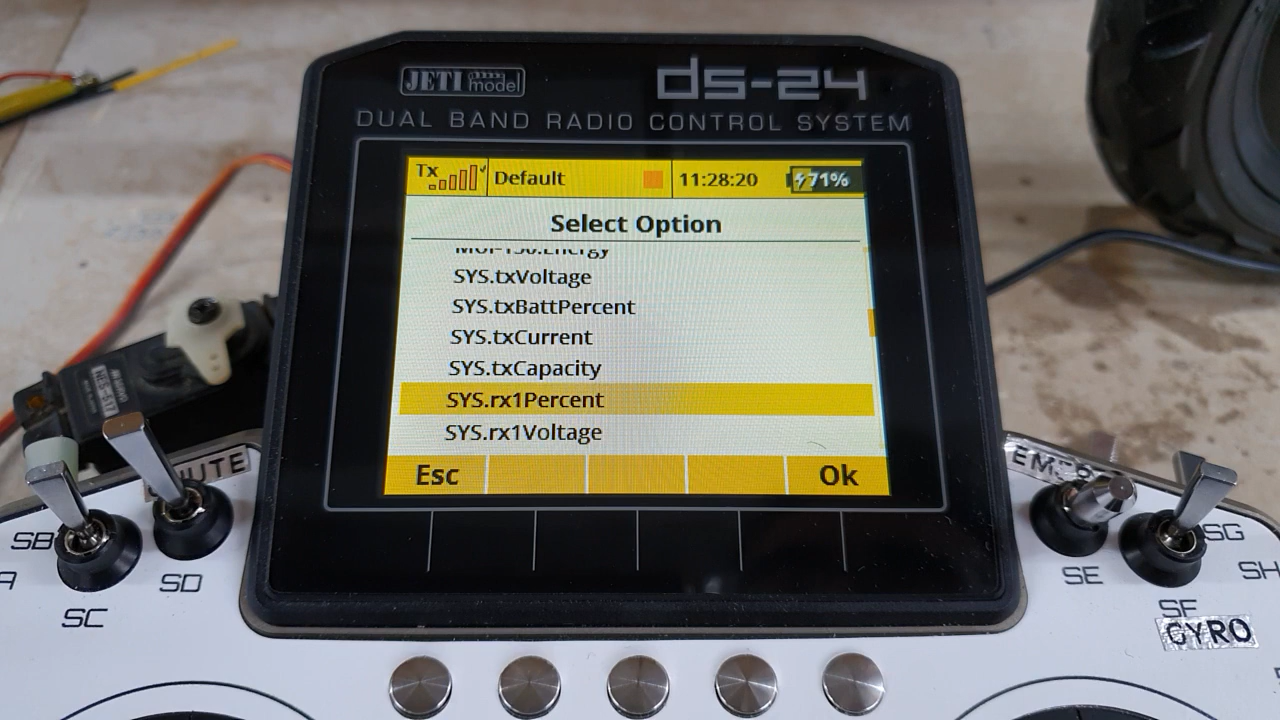 JETI model
ds-24
DUAL BAND RADIO CONTROL SYSTEM
Tx
Default
11:28:20
71%
Select Option
SYS.txVoltage
SYS.txBattPercent
SYS.txCurrent
SYS.txCapacity
SYS.rx1Percent
SYS.rx1Voltage
Esc
Ok
SB
SC
SD
SE
SF
SG
SH
GYRO